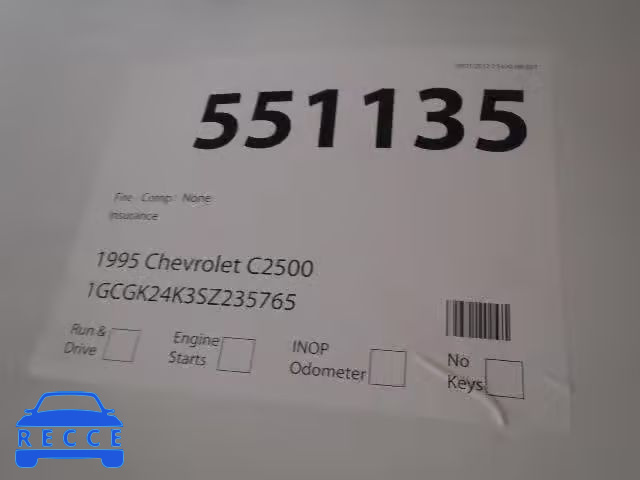 551135
Fire Comp: None
Insurance
1995 Chevrolet C2500
1GCGK24K3SZ235765
Run & Drive
Engine Starts
INOP Odometer
No Keys
RECCE